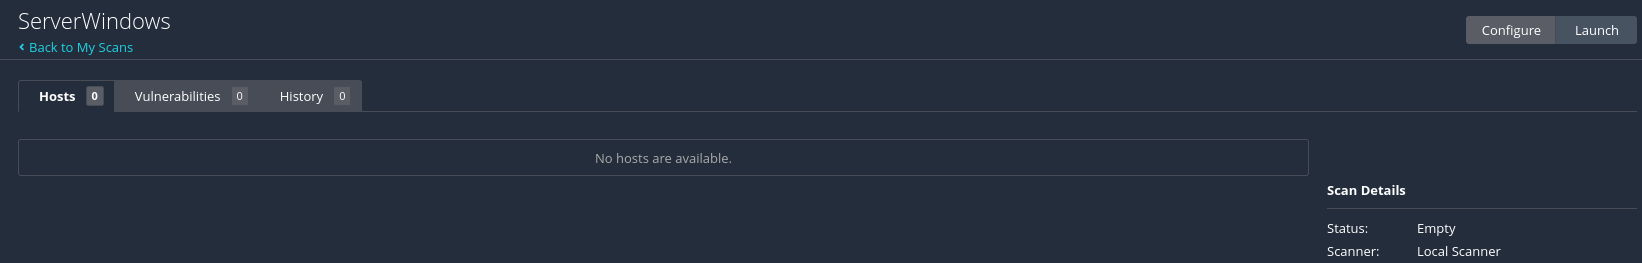 ServerWindows
Back to My Scans
Configure Launch
Hosts 0 Vulnerabilities 0 History 0
No hosts are available.
Scan Details
Status: Empty
Scanner: Local Scanner